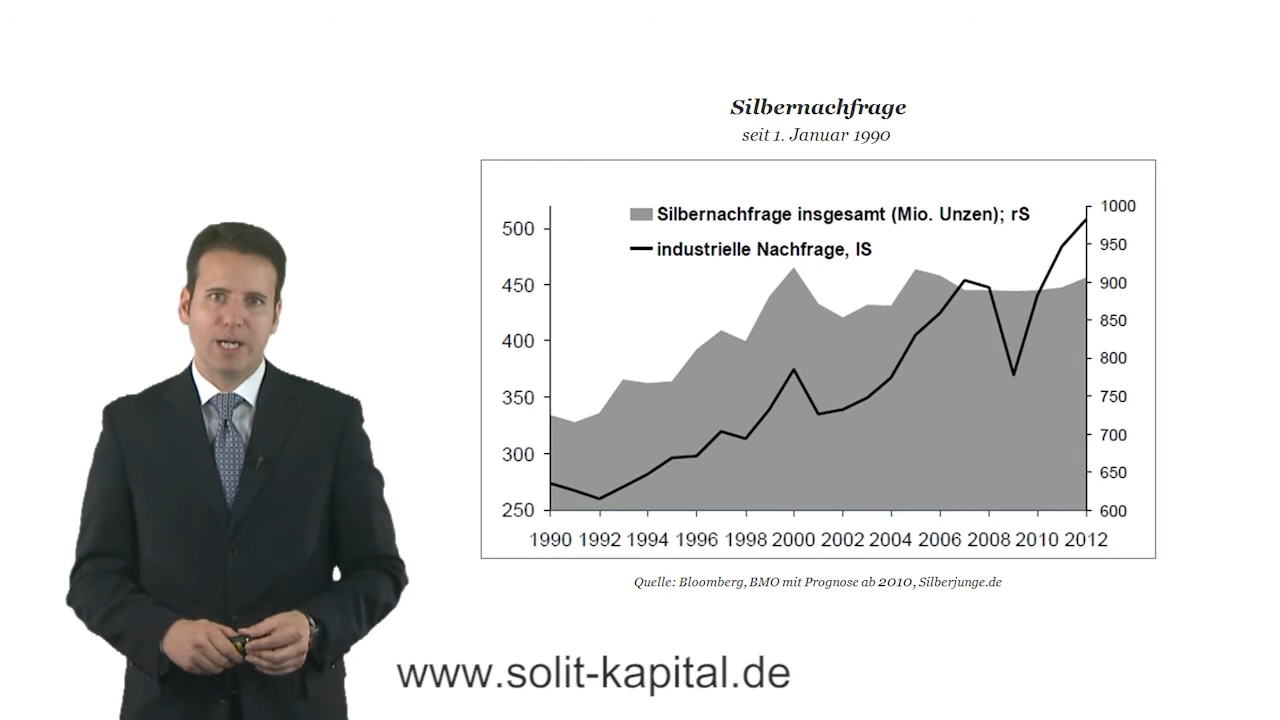 Silbernachfrage
seit 1. Januar 1990
Silbernachfrage insgesamt (Mio. Unzen); rS
industrielle Nachfrage, lS
500
450
400
350
300
250
1000
950
900
850
800
750
700
650
600
1990 1992 1994 1996 1998 2000 2002 2004 2006 2008 2010 2012
Quelle: Bloomberg, BMO mit Prognose ab 2010, Silberjunge.de
www.solit-kapital.de